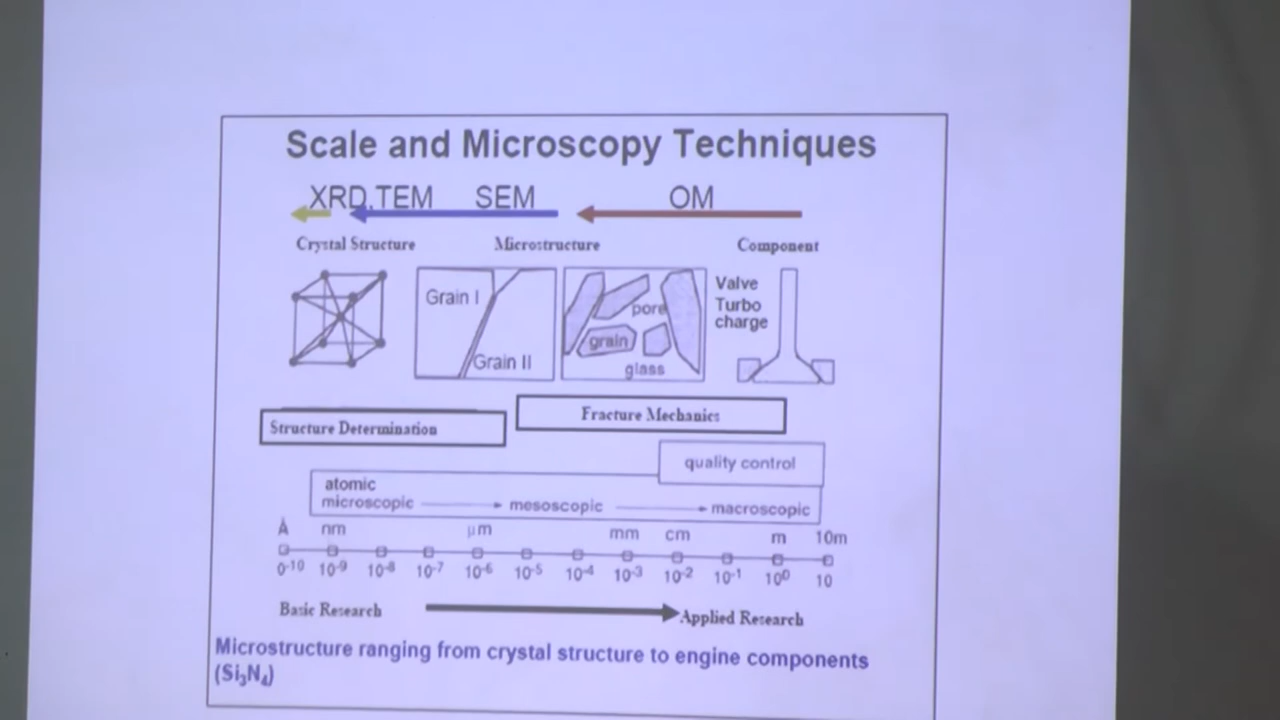 Scale and Microscopy Techniques
XRD,TEM SEM OM
Crystal Structure Microstructure Component
Grain I
Grain II
pore
grain
glass
Valve
Turbo
charge
Structure Determination
Fracture Mechanics
quality control
atomic
microscopic mesoscopic macroscopic
Å nm μm mm cm m 10m
0-10 10-9 10-8 10-7 10-6 10-5 10-4 10-3 10-2 10-1 100 10
Basic Research Applied Research
Microstructure ranging from crystal structure to engine components
(Si3N4)